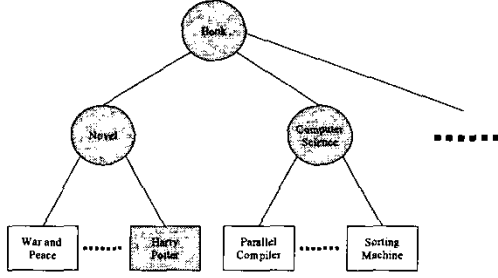 Book
Novel
Computer
Science
War and
Peace
Harry
Potter
Parallel
Compiler
Sorting
Machine